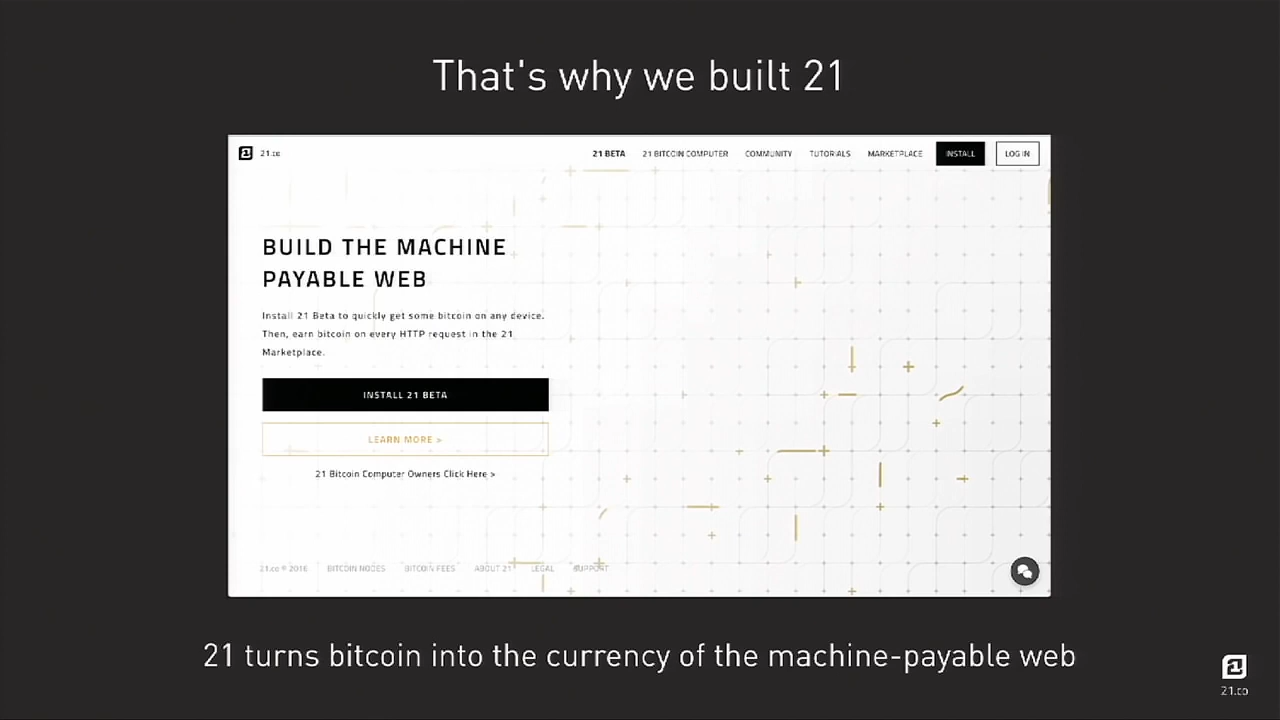 That's why we built 21
21.co
21 BETA 21 BITCOIN COMPUTER COMMUNITY TUTORIALS MARKETPLACE INSTALL LOG IN
BUILD THE MACHINE
PAYABLE WEB
Install 21 Beta to quickly get some bitcoin on any device.
Then, earn bitcoin on every HTTP request in the 21
Marketplace.
INSTALL 21 BETA
LEARN MORE >
21 Bitcoin Computer Owners Click Here >
21.co © 2016 BITCOIN NODES BITCOIN FEES ABOUT 21 LEGAL SUPPORT
21 turns bitcoin into the currency of the machine-payable web
21.co